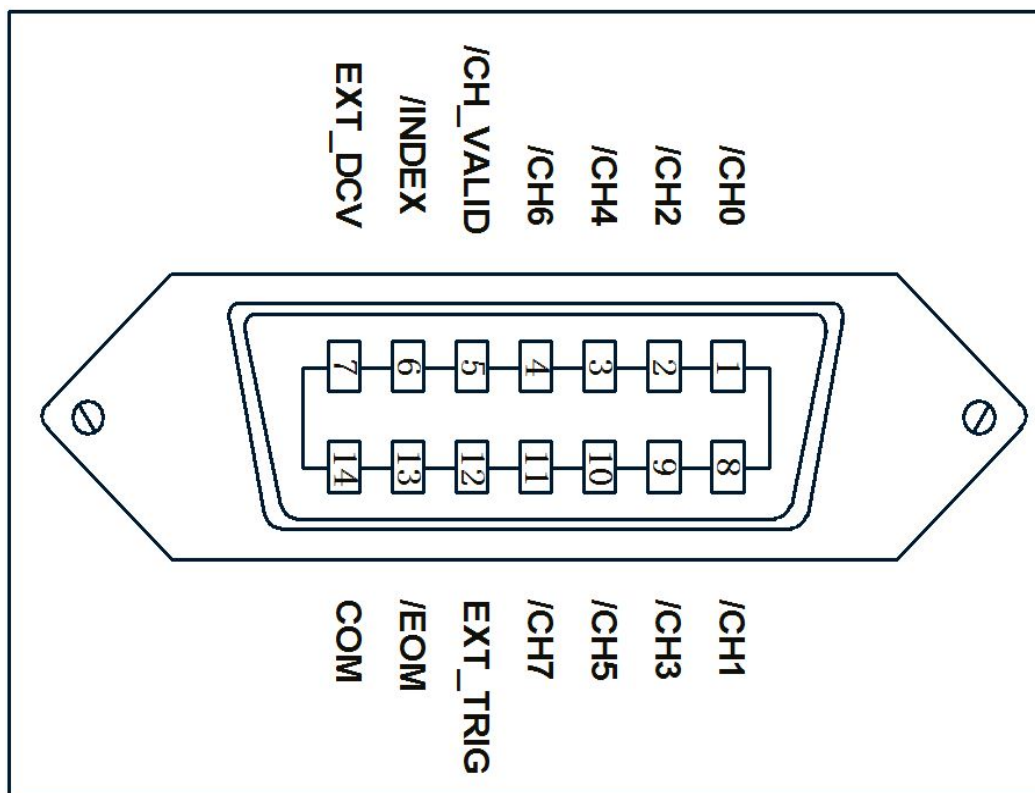 EXT_DCV
/INDEX
/CH_VALID
/CH6
/CH4
/CH2
/CH0
7
6
5
4
3
2
1
14
13
12
11
10
9
8
COM
/EOM
EXT_TRIG
/CH7
/CH5
/CH3
/CH1